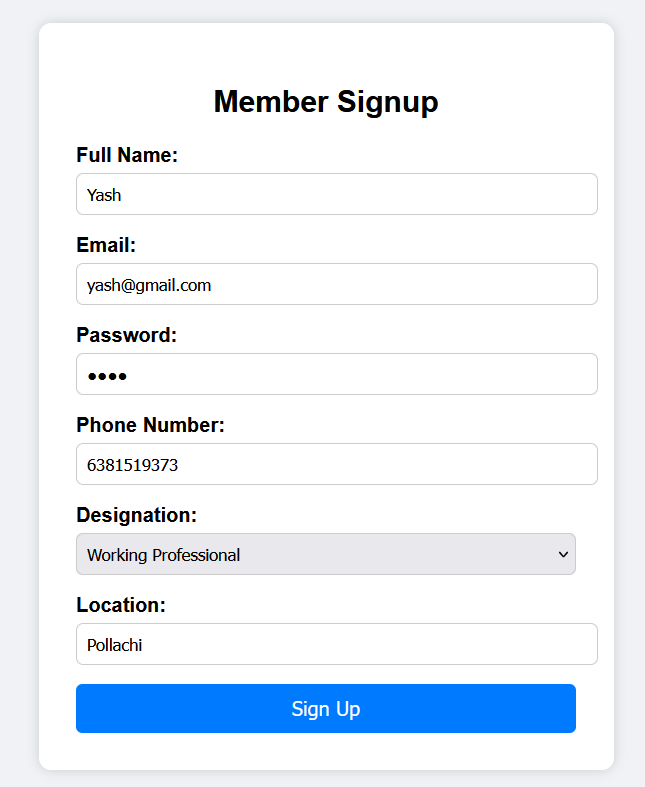 Member Signup
Full Name:
Yash
Email:
yash@gmail.com
Password:
••••
Phone Number:
6381519373
Designation:
Working Professional
Location:
Pollachi
Sign Up